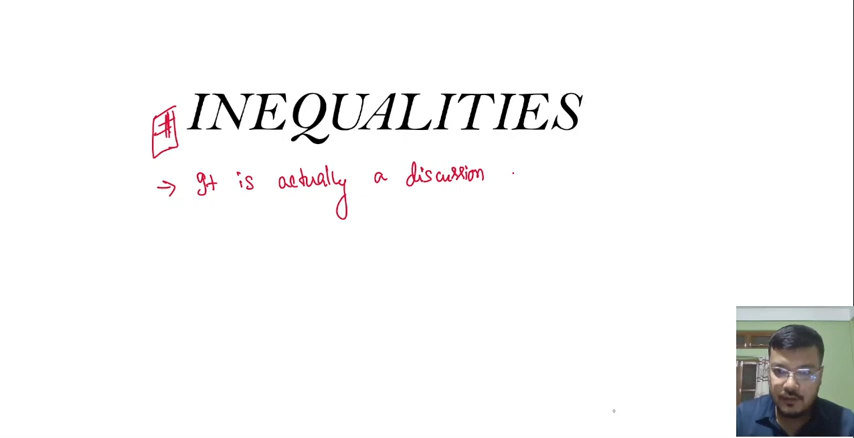 # INEQUALITIES
→ It is actually a discussion